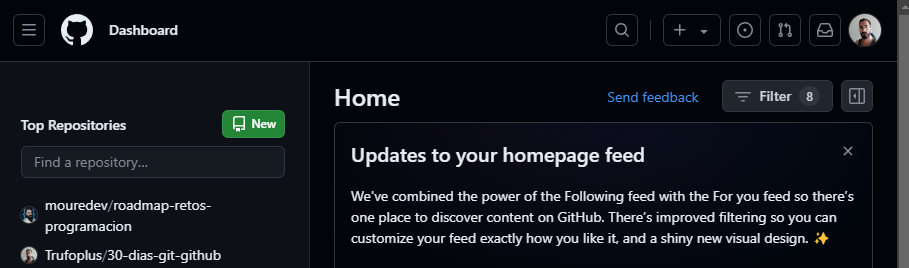 Dashboard
Top Repositories
New
Find a repository...
mouredev/roadmap-retos-
programacion
Trufoplus/30-dias-git-github
Home
Send feedback
Filter 8
Updates to your homepage feed
We've combined the power of the Following feed with the For you feed so there's
one place to discover content on GitHub. There's improved filtering so you can
customize your feed exactly how you like it, and a shiny new visual design. ✨